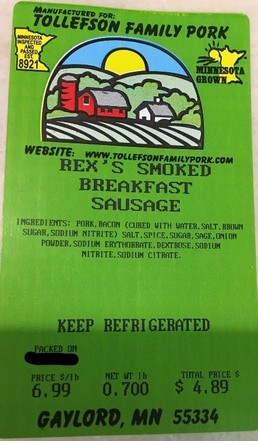 MANUFACTURED FOR:
TOLLEFSON FAMILY PORK
MINNESOTA
INSPECTED
AND
PASSED
EST.
8921
MINNESOTA
GROWN
WEBSITE: WWW.TOLLEFSONFAMILYPORK.COM
REX'S SMOKED
BREAKFAST
SAUSAGE
INGREDIENTS: PORK,BACON (CURED WITH WATER,SALT,BROWN
SUGAR,SODIUM NITRITE) SALT,SPICE,SUGAR,SAGE,ONION
POWDER,SODIUM ERYTHORBATE,DEXTROSE,SODIUM
NITRITE,SODIUM CITRATE.
KEEP REFRIGERATED
PACKED ON
PRICE $/lb NET WT lb TOTAL PRICE $
6.99 0.700 $ 4.89
GAYLORD, MN 55334